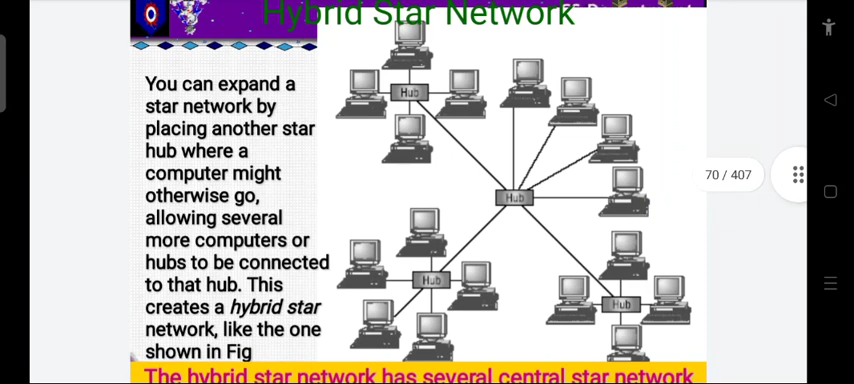 Hybrid Star Network
You can expand a
star network by
placing another star
hub where a
computer might
otherwise go,
allowing several
more computers or
hubs to be connected
to that hub. This
creates a hybrid star
network, like the one
shown in Fig
Hub
Hub
Hub
Hub
70 / 407
The hybrid star network has several central star network